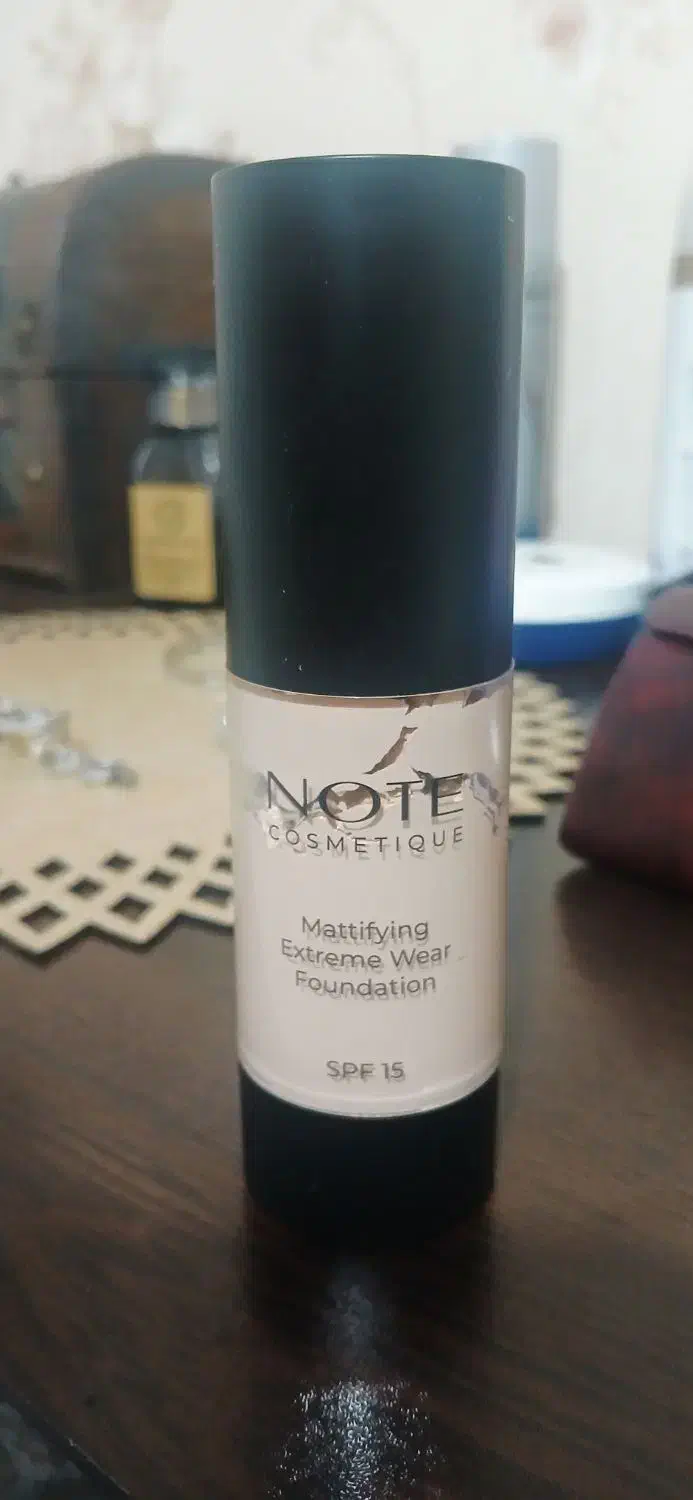 NOTE
COSMETIQUE
Mattifying
Extreme Wear
Foundation
SPF 15